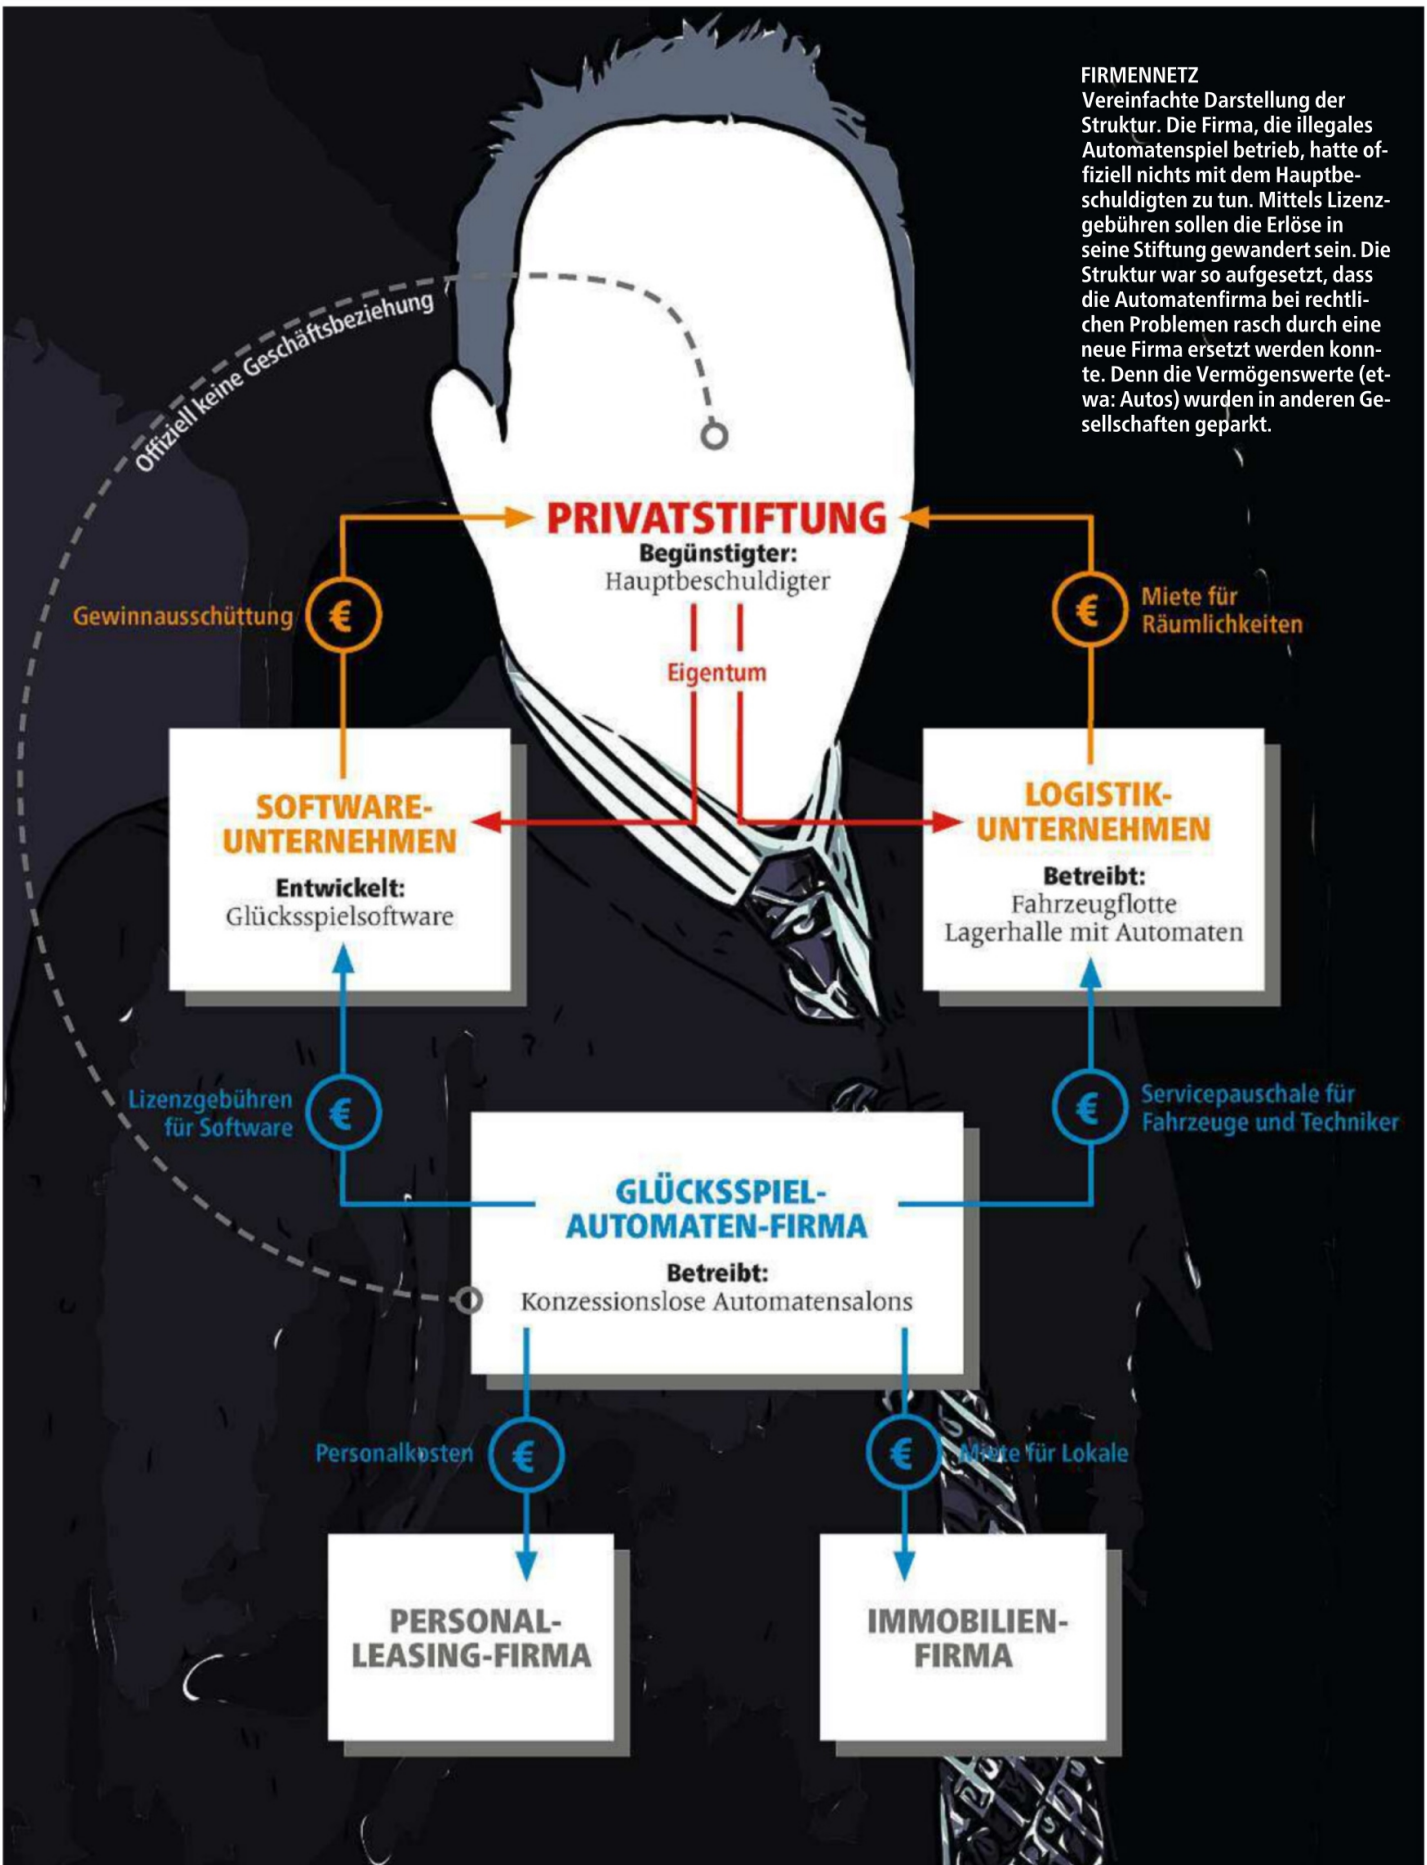 FIRMENNETZ
Vereinfachte Darstellung der
Struktur. Die Firma, die illegales
Automatenspiel betrieb, hatte of-
fiziell nichts mit dem Hauptbe-
schuldigten zu tun. Mittels Lizenz-
gebühren sollen die Erlöse in
seine Stiftung gewandert sein. Die
Struktur war so aufgesetzt, dass
die Automatenfirma bei rechtli-
chen Problemen rasch durch eine
neue Firma ersetzt werden konn-
te. Denn die Vermögenswerte (et-
wa: Autos) wurden in anderen Ge-
sellschaften geparkt.
Offiziell keine Geschäftsbeziehung
PRIVATSTIFTUNG
Begünstigter:
Hauptbeschuldigter
Gewinnausschüttung
€
€
Miete für
Räumlichkeiten
Eigentum
SOFTWARE-
UNTERNEHMEN
Entwickelt:
Glücksspielsoftware
LOGISTIK-
UNTERNEHMEN
Betreibt:
Fahrzeugflotte
Lagerhalle mit Automaten
Lizenzgebühren
für Software
€
€
Servicepauschale für
Fahrzeuge und Techniker
GLÜCKSSPIEL-
AUTOMATEN-FIRMA
Betreibt:
Konzessionslose Automatensalons
Personalkosten
€
€
Miete für Lokale
PERSONAL-
LEASING-FIRMA
IMMOBILIEN-
FIRMA